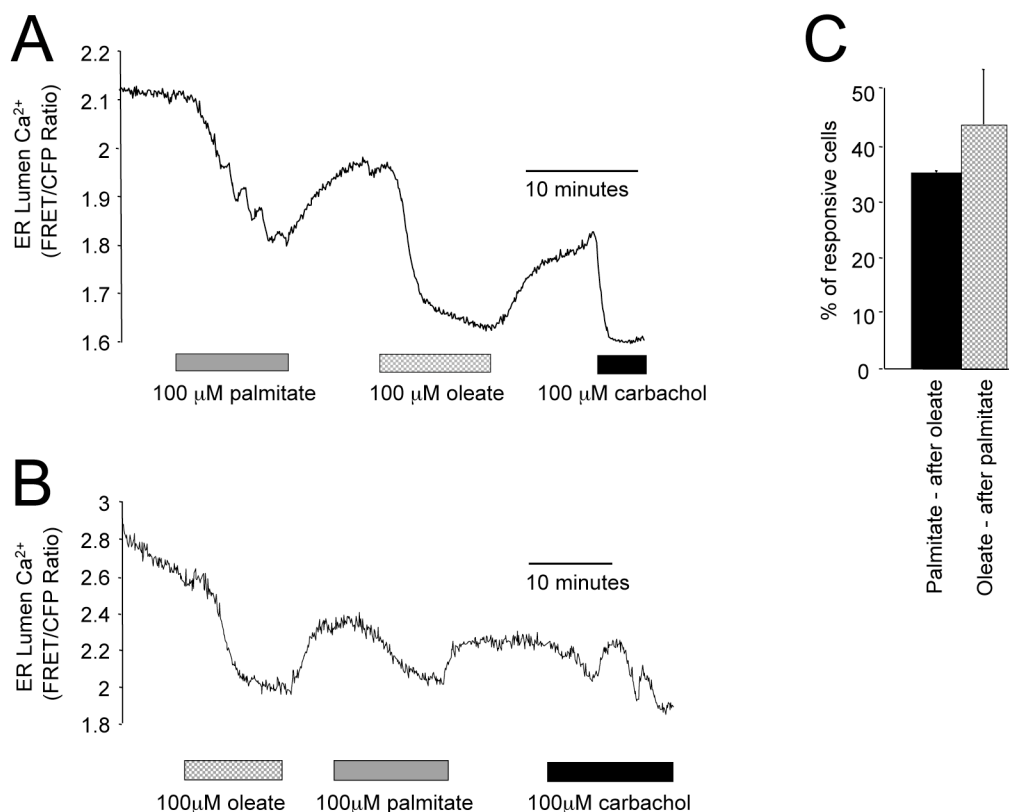 A
ER Lumen Ca²⁺
(FRET/CFP Ratio)
2.2
2.1
2
1.9
1.8
1.7
1.6
10 minutes
100 μM palmitate
100 μM oleate
100 μM carbachol
B
ER Lumen Ca²⁺
(FRET/CFP Ratio)
3
2.8
2.6
2.4
2.2
2
1.8
10 minutes
100μM oleate
100μM palmitate
100μM carbachol
C
% of responsive cells
50
40
30
20
10
0
Palmitate - after oleate
Oleate - after palmitate